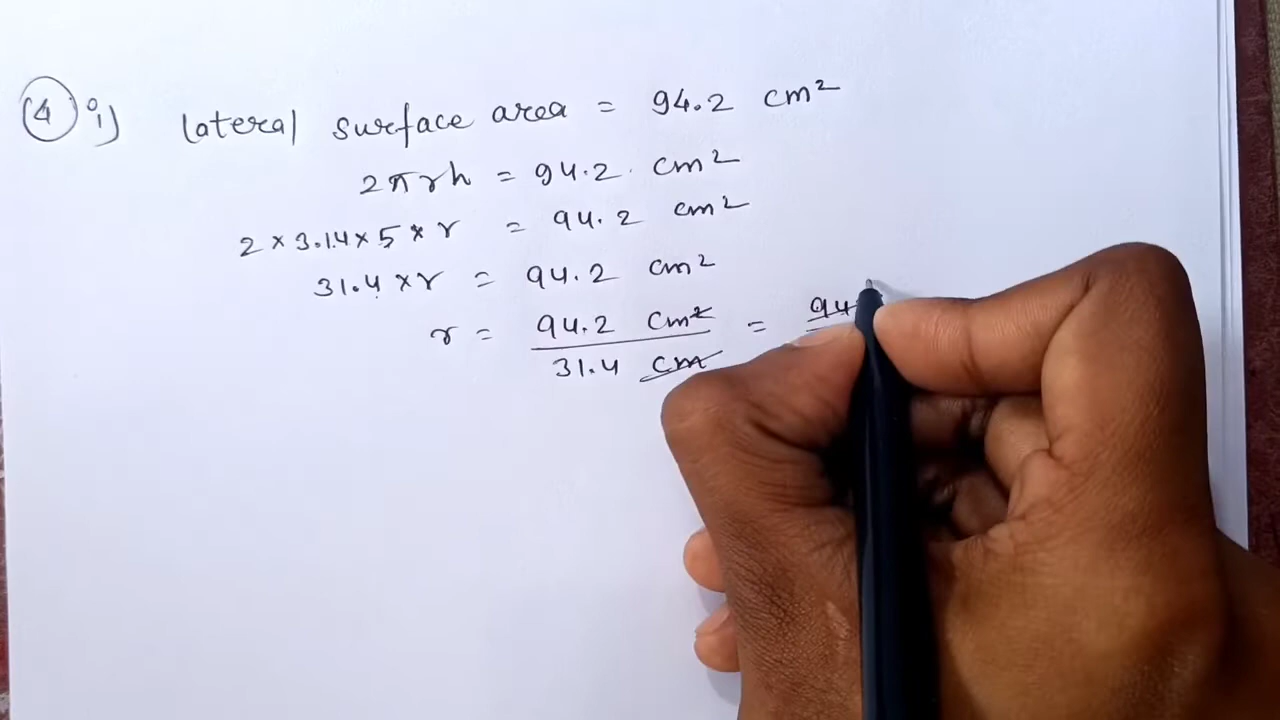 (4) i) Lateral surface area = 94.2 cm²
2πrh = 94.2 cm²
2 × 3.14 × 5 × r = 94.2 cm²
31.4 × r = 94.2 cm²
r = 94.2 cm² / 31.4 cm = 94